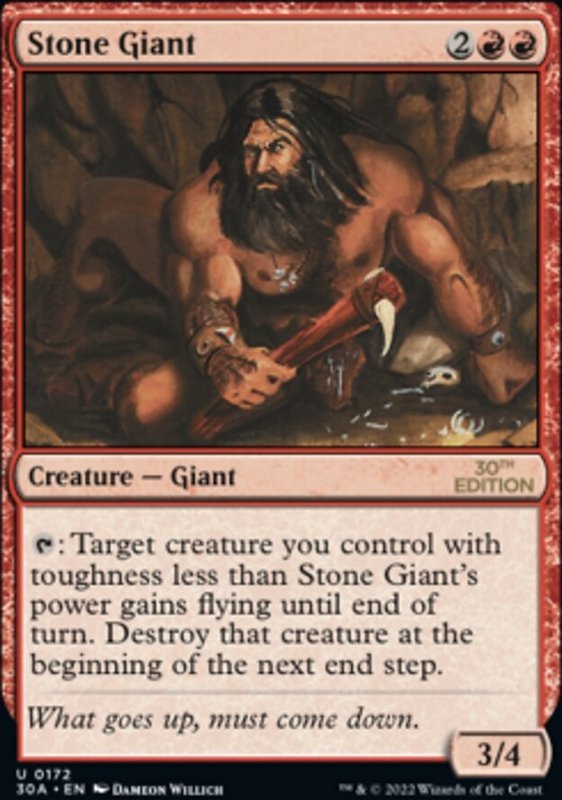 Stone Giant 2
30TH
Creature — Giant EDITION
: Target creature you control with
toughness less than Stone Giant's
power gains flying until end of
turn. Destroy that creature at the
beginning of the next end step.
What goes up, must come down.
3/4
U 0172
30A • EN DAMEON WILLICH ™ & © 2022 Wizards of the Coast